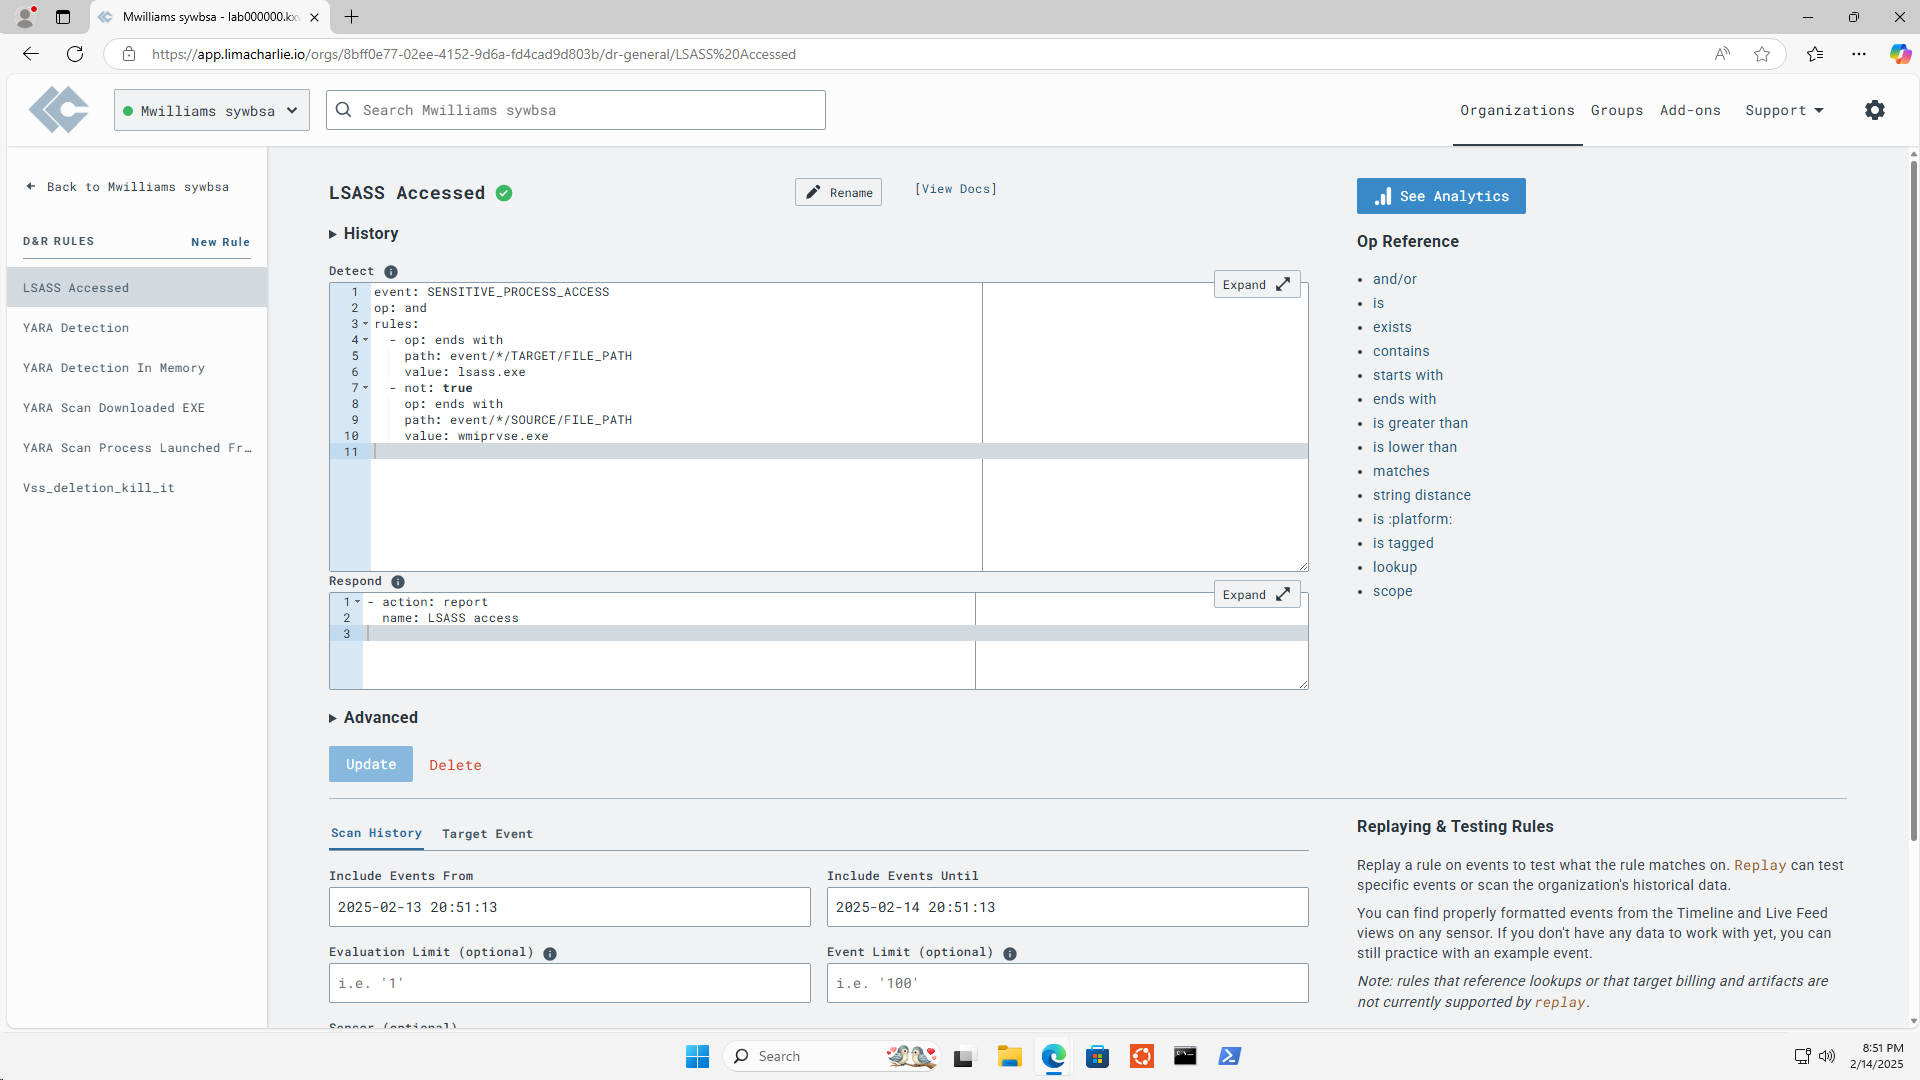 Mwilliams sywbsa - lab000000.kx
https://app.limacharlie.io/orgs/8bff0e77-02ee-4152-9d6a-fd4cad9d803b/dr-general/LSASS%20Accessed
Mwilliams sywbsa
Search Mwilliams sywbsa
Organizations
Groups
Add-ons
Support
Back to Mwilliams sywbsa
D&R RULES
New Rule
LSASS Accessed
YARA Detection
YARA Detection In Memory
YARA Scan Downloaded EXE
YARA Scan Process Launched Fr…
Vss_deletion_kill_it
LSASS Accessed
Rename
[View Docs]
History
Detect
Expand
1 event: SENSITIVE_PROCESS_ACCESS
2 op: and
3 rules:
4 - op: ends with
5 path: event/*/TARGET/FILE_PATH
6 value: lsass.exe
7 - not: true
8 op: ends with
9 path: event/*/SOURCE/FILE_PATH
10 value: wmiprvse.exe
11
Respond
Expand
1 - action: report
2 name: LSASS access
3
Advanced
Update
Delete
Scan History
Target Event
Include Events From
2025-02-13 20:51:13
Include Events Until
2025-02-14 20:51:13
Evaluation Limit (optional)
i.e. '1'
Event Limit (optional)
i.e. '100'
Sensor (optional)
See Analytics
Op Reference
and/or
is
exists
contains
starts with
ends with
is greater than
is lower than
matches
string distance
is :platform:
is tagged
lookup
scope
Replaying & Testing Rules
Replay a rule on events to test what the rule matches on. Replay can test
specific events or scan the organization's historical data.
You can find properly formatted events from the Timeline and Live Feed
views on any sensor. If you don't have any data to work with yet, you can
still practice with an example event.
Note: rules that reference lookups or that target billing and artifacts are
not currently supported by replay.
Search
8:51 PM
2/14/2025